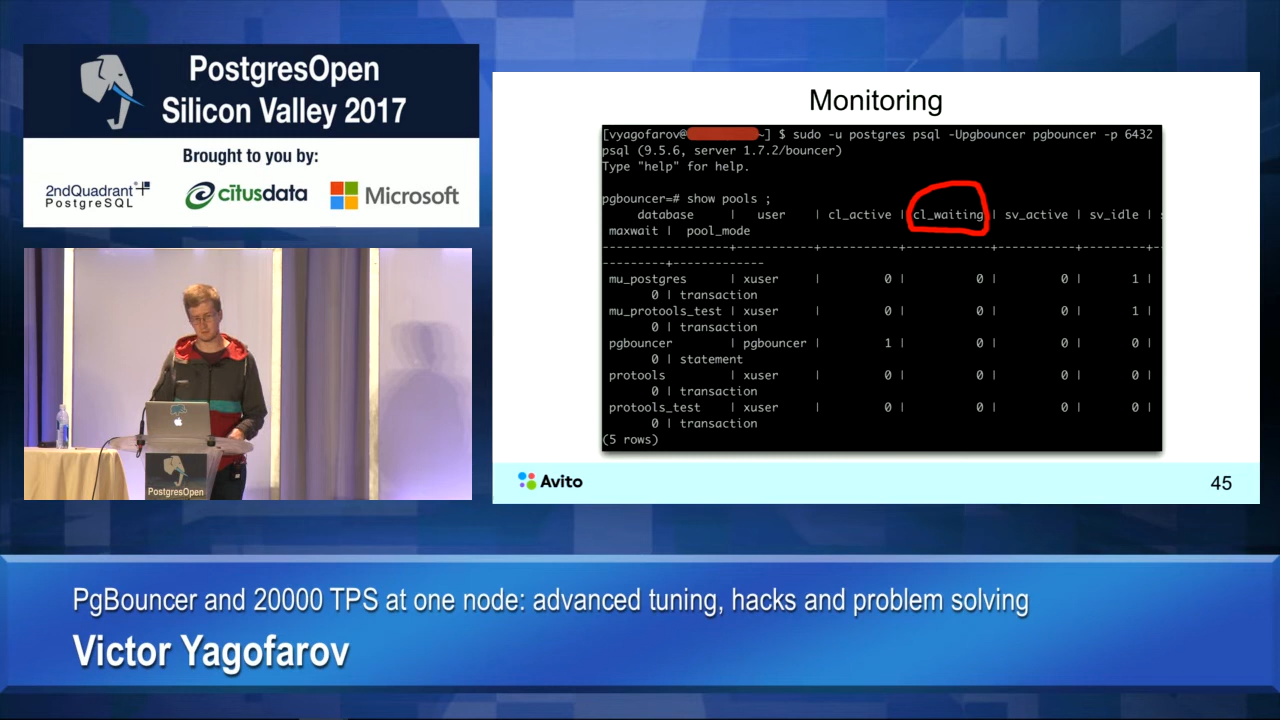 PostgresOpen
Silicon Valley 2017
Brought to you by:
2ndQuadrant
PostgreSQL
citusdata
Microsoft
PostgresOpen
Monitoring
[vyagofarov@ ~] $ sudo -u postgres psql -Upgbouncer pgbouncer -p 6432
psql (9.5.6, server 1.7.2/bouncer)
Type "help" for help.
pgbouncer=# show pools ;
database | user | cl_active | cl_waiting | sv_active | sv_idle | s
maxwait | pool_mode
-----------------+-----------+-----------+------------+-----------+---------+--
---------+-------------
mu_postgres | xuser | 0 | 0 | 0 | 1 |
0 | transaction
mu_protools_test | xuser | 0 | 0 | 0 | 1 |
0 | transaction
pgbouncer | pgbouncer | 1 | 0 | 0 | 0 |
0 | statement
protools | xuser | 0 | 0 | 0 | 0 |
0 | transaction
protools_test | xuser | 0 | 0 | 0 | 0 |
0 | transaction
(5 rows)
Avito
45
PgBouncer and 20000 TPS at one node: advanced tuning, hacks and problem solving
Victor Yagofarov